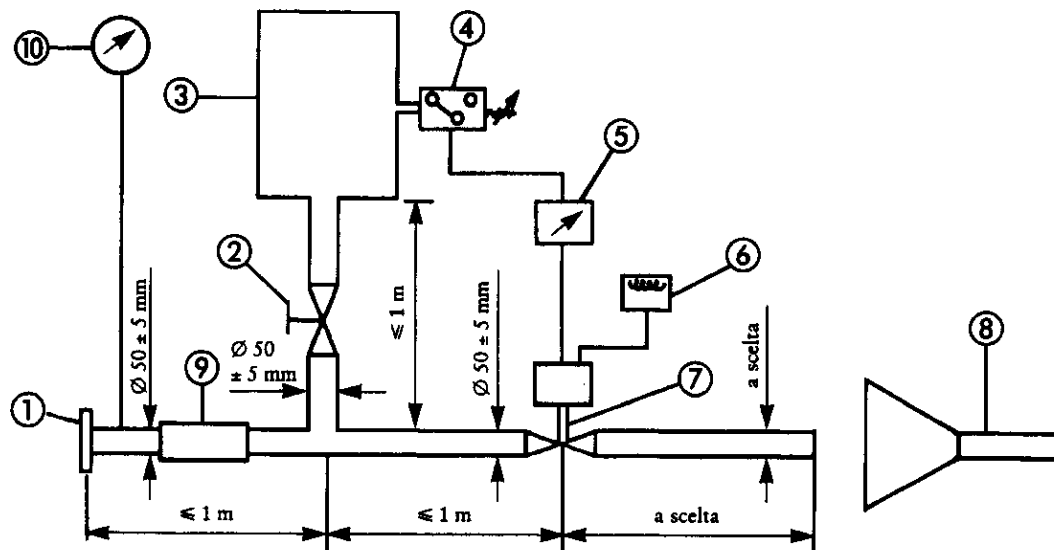 ⑩
③
④
⑤
②
⑥
⑨
⑦
⑧
①
Ø 50 ± 5 mm
Ø 50
± 5 mm
⩽ 1 m
Ø 50 ± 5 mm
a scelta
⩽ 1 m
⩽ 1 m
a scelta